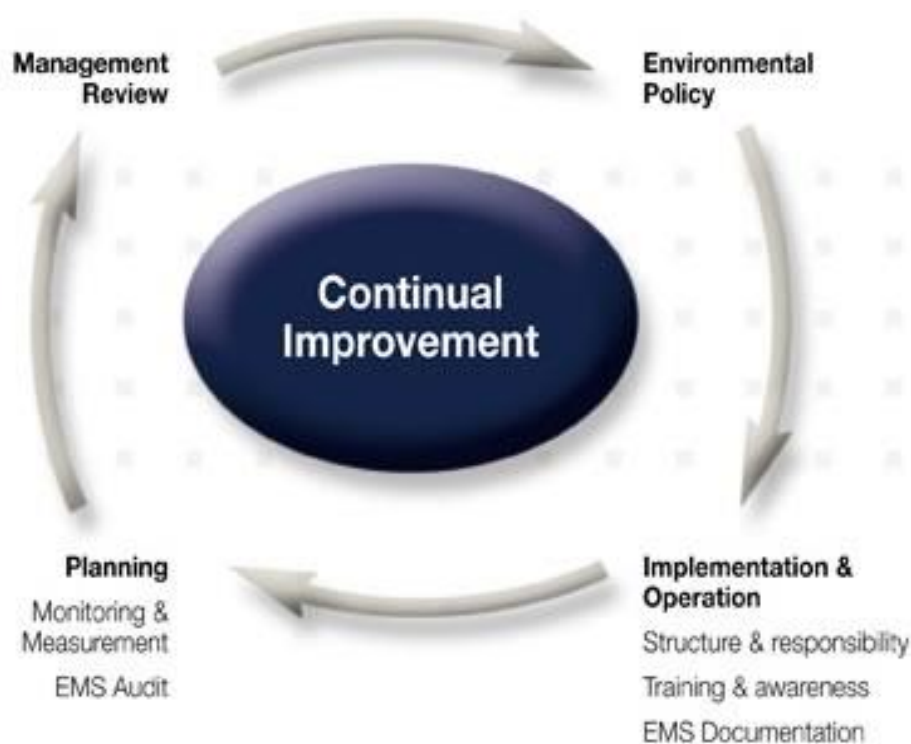 Management
Review
Environmental
Policy
Continual
Improvement
Planning
Monitoring &
Measurement
EMS Audit
Implementation &
Operation
Structure & responsibility
Training & awareness
EMS Documentation